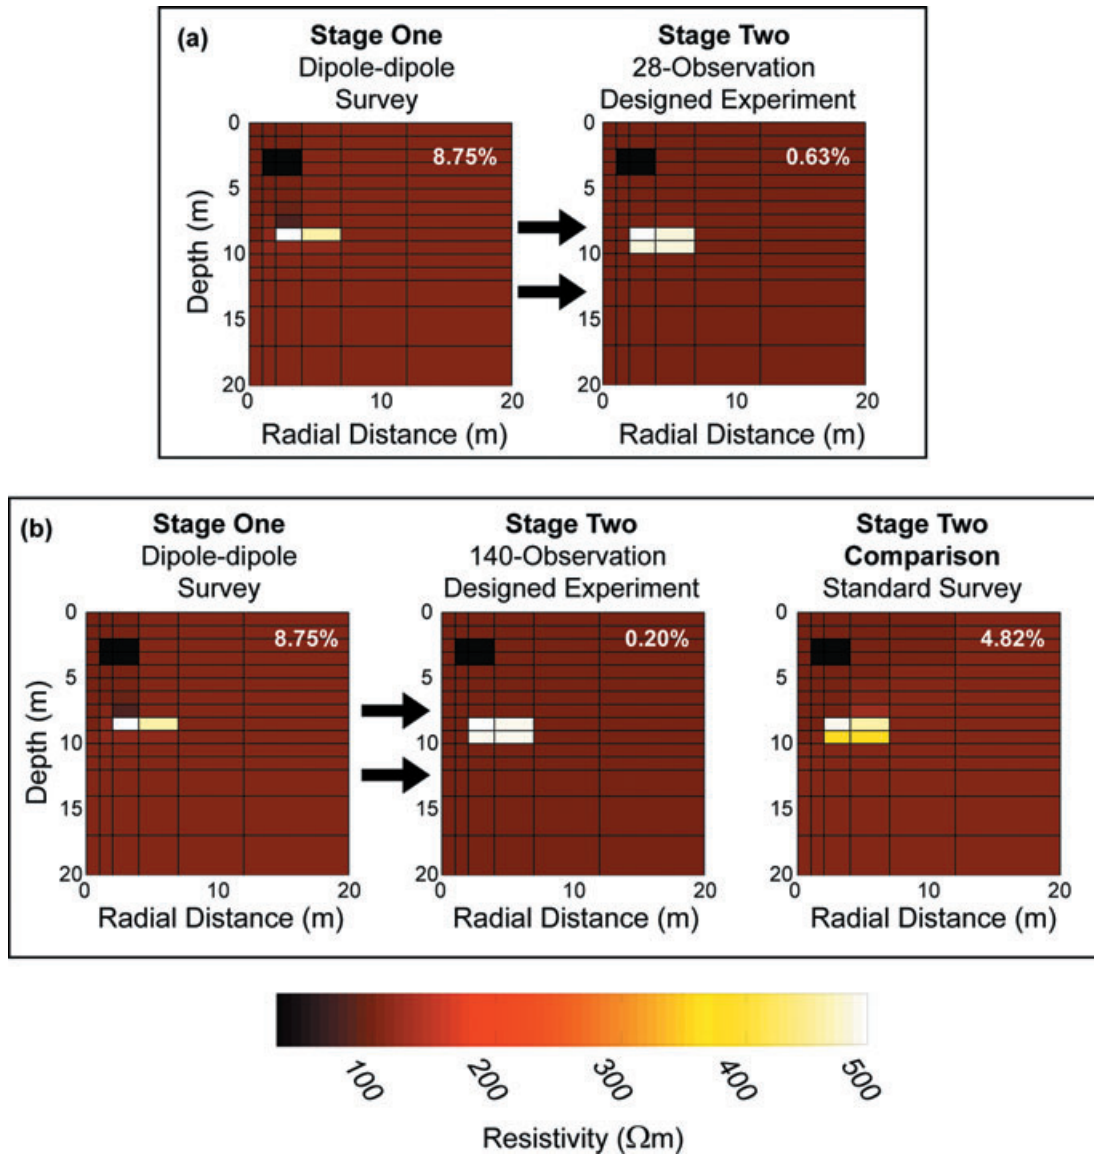 (a)
Stage One
Dipole-dipole
Survey
Stage Two
28-Observation
Designed Experiment
8.75%
0.63%
Depth (m)
0
5
10
15
20
0
10
20
Radial Distance (m)
0
5
10
15
20
0
10
20
Radial Distance (m)
(b)
Stage One
Dipole-dipole
Survey
Stage Two
140-Observation
Designed Experiment
Stage Two
Comparison
Standard Survey
8.75%
0.20%
4.82%
Depth (m)
0
5
10
15
20
0
10
20
Radial Distance (m)
0
5
10
15
20
0
10
20
Radial Distance (m)
0
5
10
15
20
0
10
20
Radial Distance (m)
100
200
300
400
500
Resistivity (Ωm)